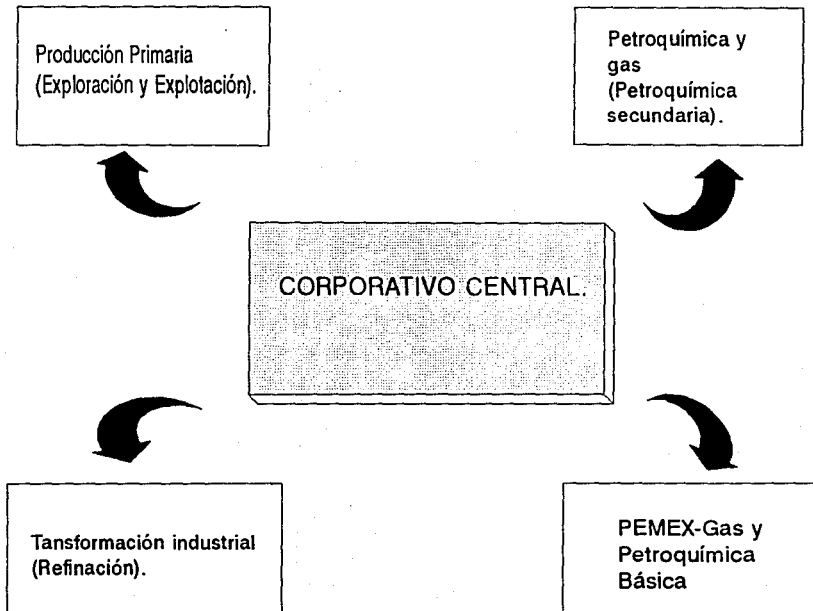 Producción Primaria
(Exploración y Explotación).
Petroquímica y
gas
(Petroquímica
secundaria).
CORPORATIVO CENTRAL.
Tansformación industrial
(Refinación).
PEMEX-Gas y
Petroquímica
Básica